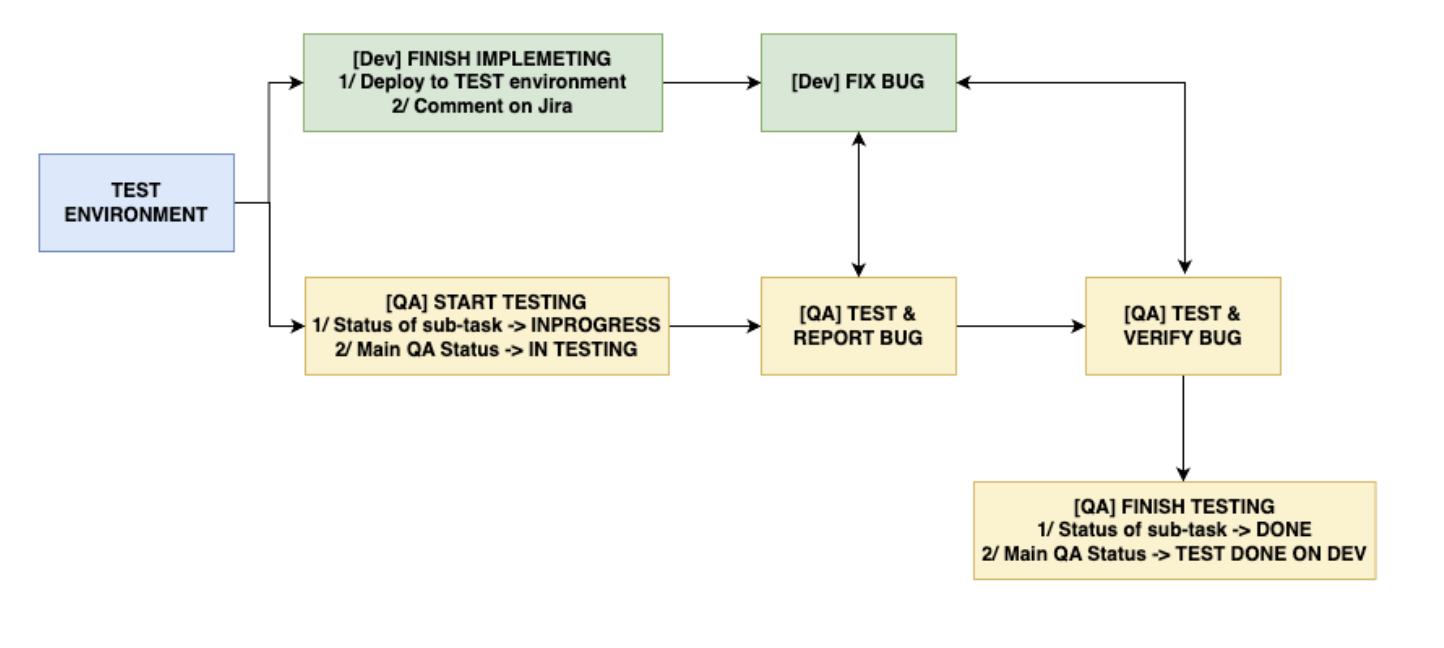 [Dev] FINISH IMPLEMETING
1/ Deploy to TEST environment
2/ Comment on Jira
[Dev] FIX BUG
TEST
ENVIRONMENT
[QA] START TESTING
1/ Status of sub-task -> INPROGRESS
2/ Main QA Status -> IN TESTING
[QA] TEST &
REPORT BUG
[QA] TEST &
VERIFY BUG
[QA] FINISH TESTING
1/ Status of sub-task -> DONE
2/ Main QA Status -> TEST DONE ON DEV